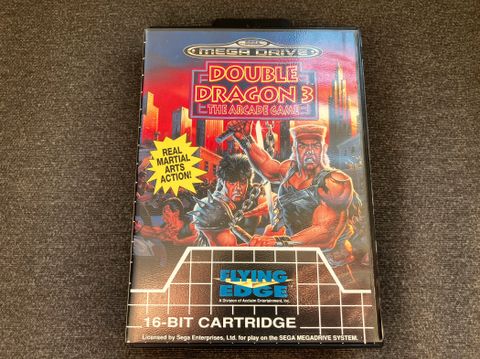 SEGA
MEGA DRIVE
DOUBLE
DRAGON 3
THE ARCADE GAME
REAL
MARTIAL
ARTS
ACTION!
FLYING
EDGE
A Division of Acclaim Entertainment, Inc.
16-BIT CARTRIDGE
Licensed by Sega Enterprises, Ltd. for play on the SEGA MEGADRIVE SYSTEM.